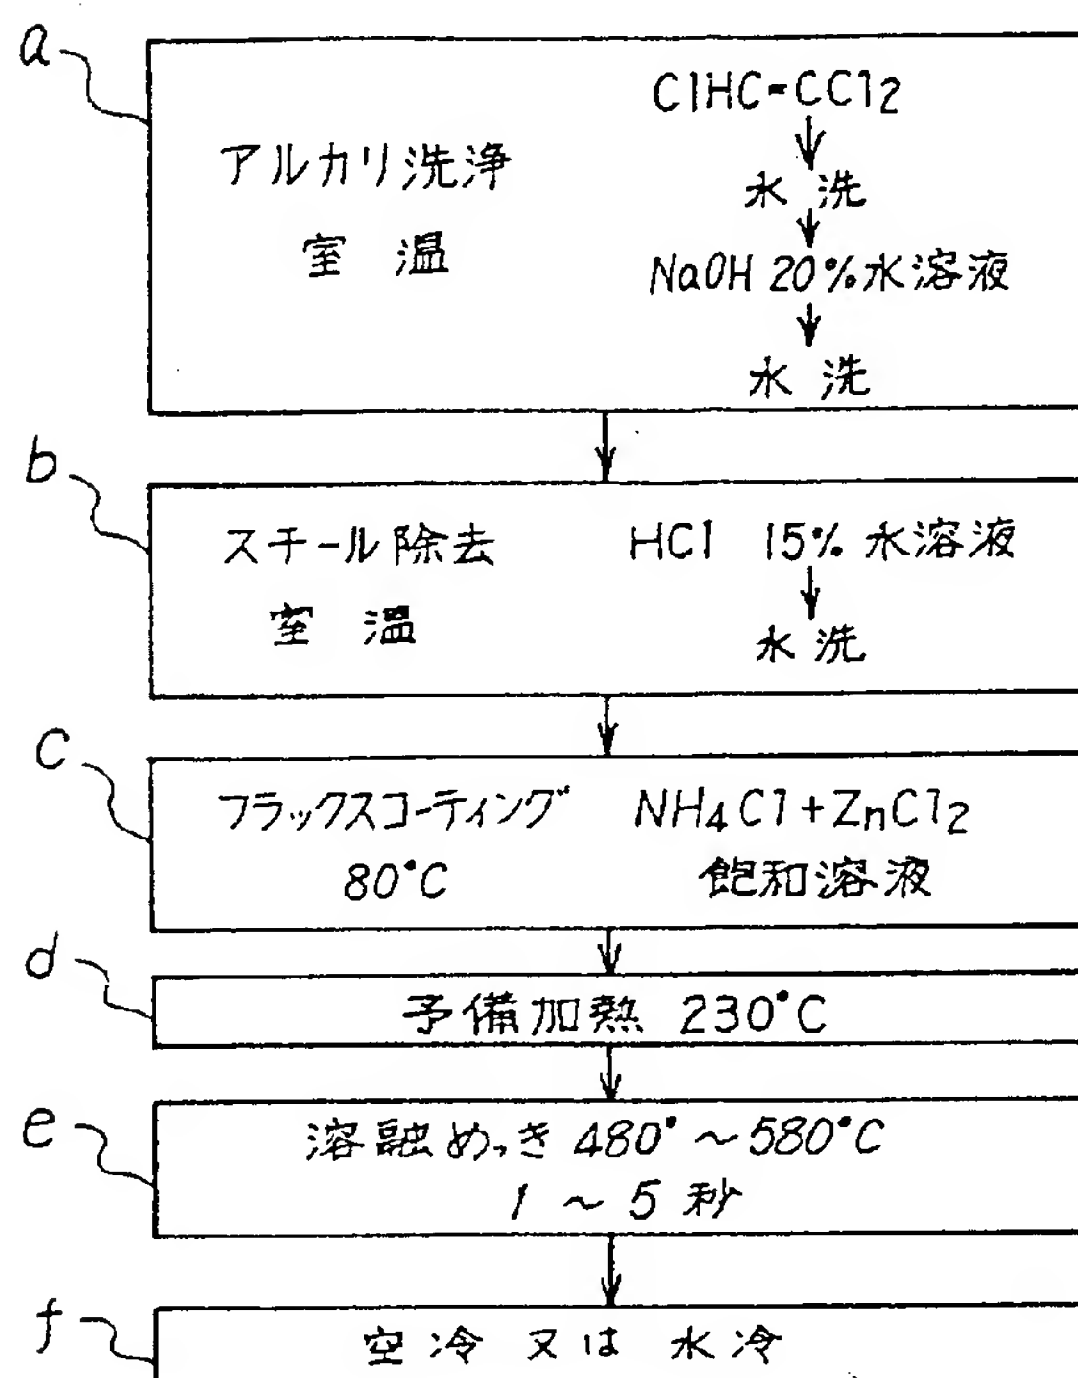 a
アルカリ洗浄
室温
ClHC=CCl2
水洗
NaOH 20%水溶液
水洗
b
スチール除去
室温
HCl 15% 水溶液
水洗
c
フラックスコーティング
80°C
NH4Cl+ZnCl2
飽和溶液
d
予備加熱 230°C
e
溶融めっき 480°~580°C
1~5秒
f
空冷 又は 水冷